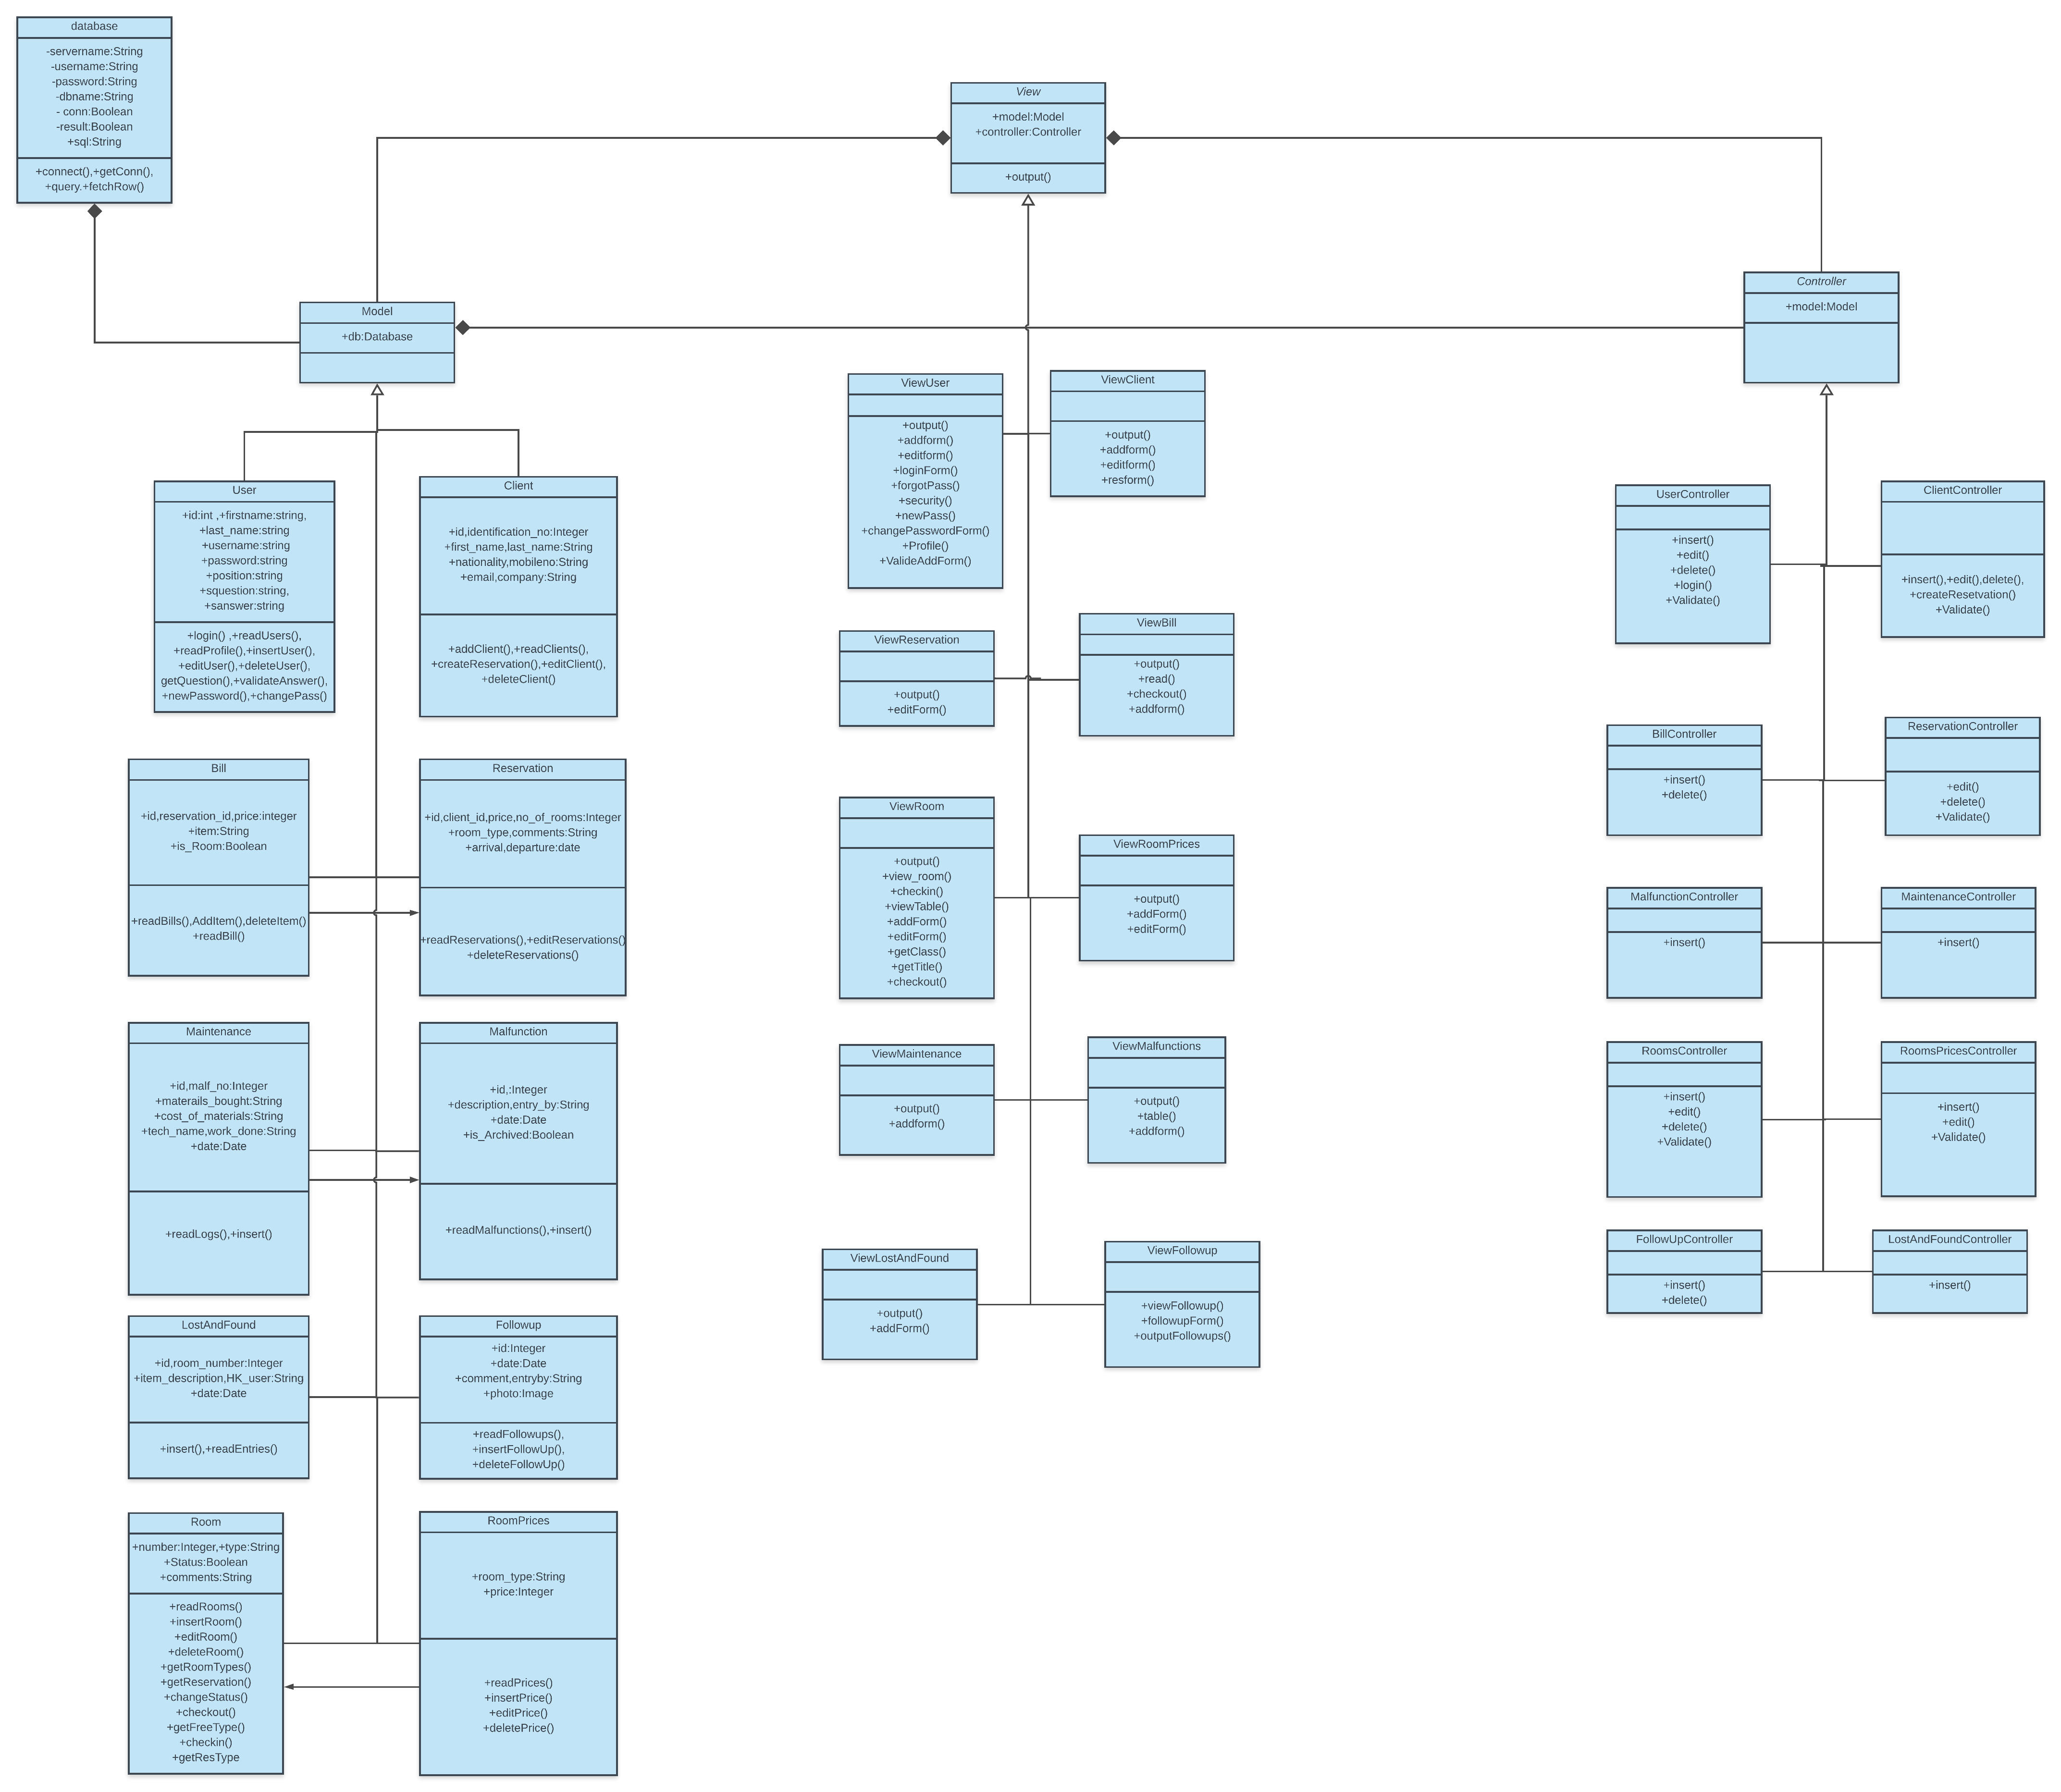 database
-servername:String
-username:String
-password:String
-dbname:String
- conn:Boolean
-result:Boolean
+sql:String
+connect(),+getConn(),
+query.+fetchRow()
View
+model:Model
+controller:Controller
+output()
Model
+db:Database
Controller
+model:Model
User
+id:int ,+firstname:string,
+last_name:string
+username:string
+password:string
+position:string
+squestion:string,
+sanswer:string
+login() ,+readUsers(),
+readProfile(),+insertUser(),
+editUser(),+deleteUser(),
getQuestion(),+validateAnswer(),
+newPassword(),+changePass()
Client
+id,identification_no:Integer
+first_name,last_name:String
+nationality,mobileno:String
+email,company:String
+addClient(),+readClients(),
+createReservation(),+editClient(),
+deleteClient()
Bill
+id,reservation_id,price:integer
+item:String
+is_Room:Boolean
+readBills(),AddItem(),deleteItem()
+readBill()
Reservation
+id,client_id,price,no_of_rooms:Integer
+room_type,comments:String
+arrival,departure:date
+readReservations(),+editReservations()
+deleteReservations()
Maintenance
+id,malf_no:Integer
+materails_bought:String
+cost_of_materials:String
+tech_name,work_done:String
+date:Date
+readLogs(),+insert()
Malfunction
+id,:Integer
+description,entry_by:String
+date:Date
+is_Archived:Boolean
+readMalfunctions(),+insert()
LostAndFound
+id,room_number:Integer
+item_description,HK_user:String
+date:Date
+insert(),+readEntries()
Followup
+id:Integer
+date:Date
+comment,entryby:String
+photo:Image
+readFollowups(),
+insertFollowUp(),
+deleteFollowUp()
Room
+number:Integer,+type:String
+Status:Boolean
+comments:String
+readRooms()
+insertRoom()
+editRoom()
+deleteRoom()
+getRoomTypes()
+getReservation()
+changeStatus()
+checkout()
+getFreeType()
+checkin()
+getResType
RoomPrices
+room_type:String
+price:Integer
+readPrices()
+insertPrice()
+editPrice()
+deletePrice()
ViewUser
+output()
+addform()
+editform()
+loginForm()
+forgotPass()
+security()
+newPass()
+changePasswordForm()
+Profile()
+ValideAddForm()
ViewClient
+output()
+addform()
+editform()
+resform()
ViewReservation
+output()
+editForm()
ViewBill
+output()
+read()
+checkout()
+addform()
ViewRoom
+output()
+view_room()
+checkin()
+viewTable()
+addForm()
+editForm()
+getClass()
+getTitle()
+checkout()
ViewRoomPrices
+output()
+addForm()
+editForm()
ViewMaintenance
+output()
+addform()
ViewMalfunctions
+output()
+table()
+addform()
ViewLostAndFound
+output()
+addForm()
ViewFollowup
+viewFollowup()
+followupForm()
+outputFollowups()
UserController
+insert()
+edit()
+delete()
+login()
+Validate()
ClientController
+insert(),+edit(),delete(),
+createResetvation()
+Validate()
BillController
+insert()
+delete()
ReservationController
+edit()
+delete()
+Validate()
MalfunctionController
+insert()
MaintenanceController
+insert()
RoomsController
+insert()
+edit()
+delete()
+Validate()
RoomsPricesController
+insert()
+edit()
+Validate()
FollowUpController
+insert()
+delete()
LostAndFoundController
+insert()